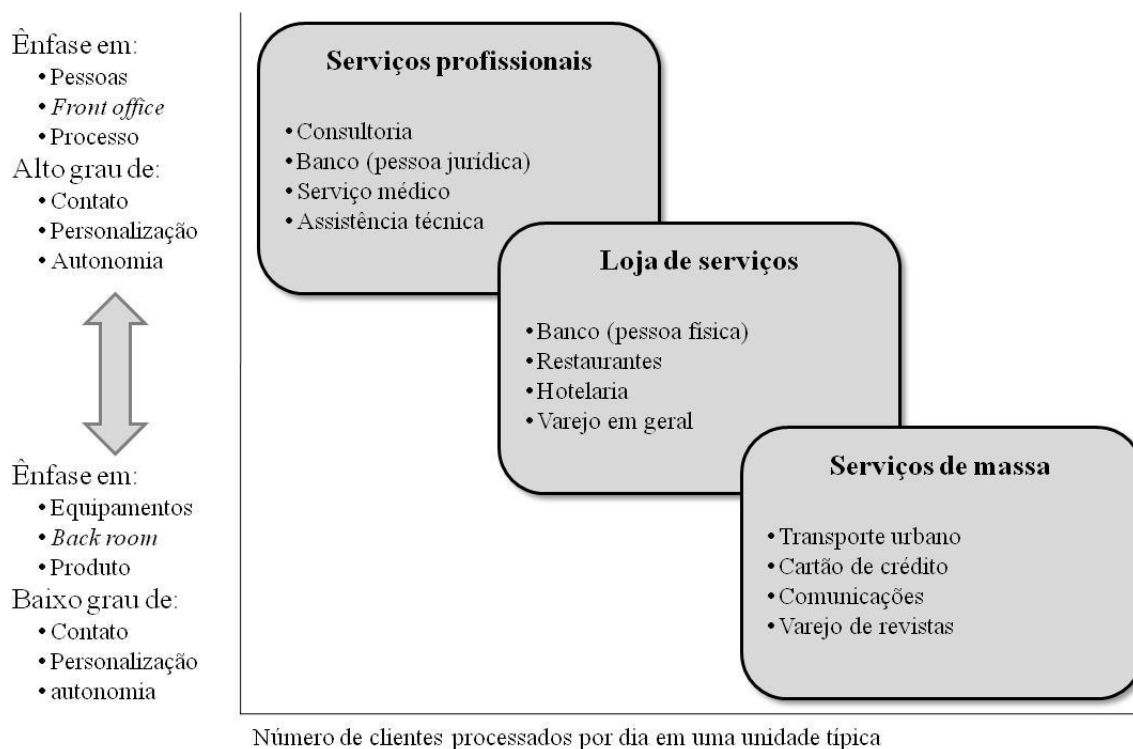 Ênfase em:
• Pessoas
• Front office
• Processo
Alto grau de:
• Contato
• Personalização
• Autonomia
Ênfase em:
• Equipamentos
• Back room
• Produto
Baixo grau de:
• Contato
• Personalização
• autonomia
Serviços profissionais
• Consultoria
• Banco (pessoa jurídica)
• Serviço médico
• Assistência técnica
Loja de serviços
• Banco (pessoa física)
• Restaurantes
• Hotelaria
• Varejo em geral
Serviços de massa
• Transporte urbano
• Cartão de crédito
• Comunicações
• Varejo de revistas
Número de clientes processados por dia em uma unidade típica